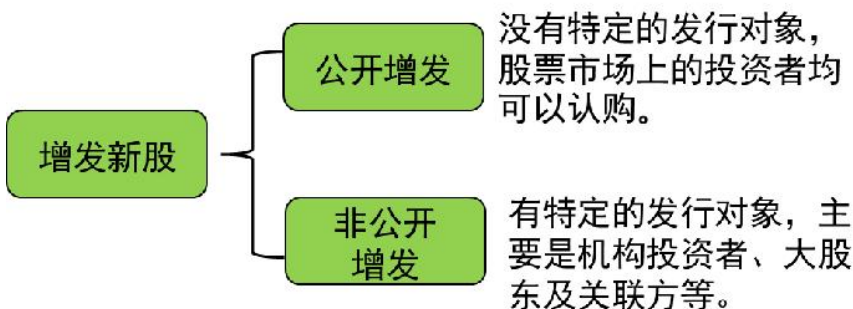 增发新股
公开增发
没有特定的发行对象，
股票市场上的投资者均
可以认购。
非公开
增发
有特定的发行对象，主
要是机构投资者、大股
东及关联方等。